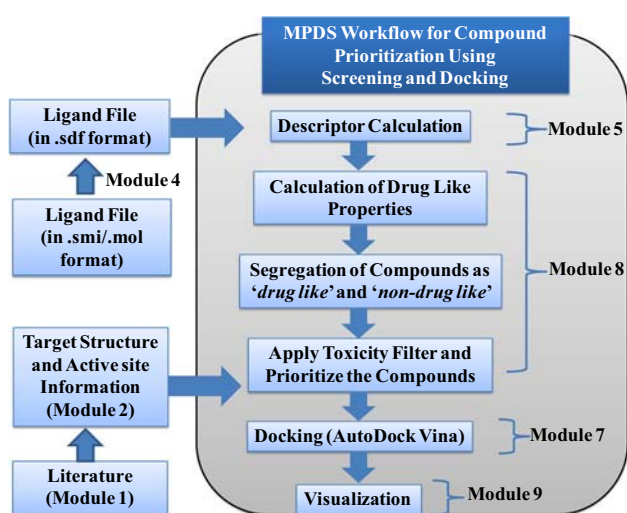 MPDS Workflow for Compound
Prioritization Using
Screening and Docking
Ligand File
(in .sdf format)
Module 4
Ligand File
(in .smi/.mol
format)
Target Structure
and Active site
Information
(Module 2)
Literature
(Module 1)
Descriptor Calculation
Module 5
Calculation of Drug Like
Properties
Segregation of Compounds as
‘drug like’ and ‘non-drug like’
Module 8
Apply Toxicity Filter and
Prioritize the Compounds
Docking (AutoDock Vina)
Module 7
Visualization
Module 9